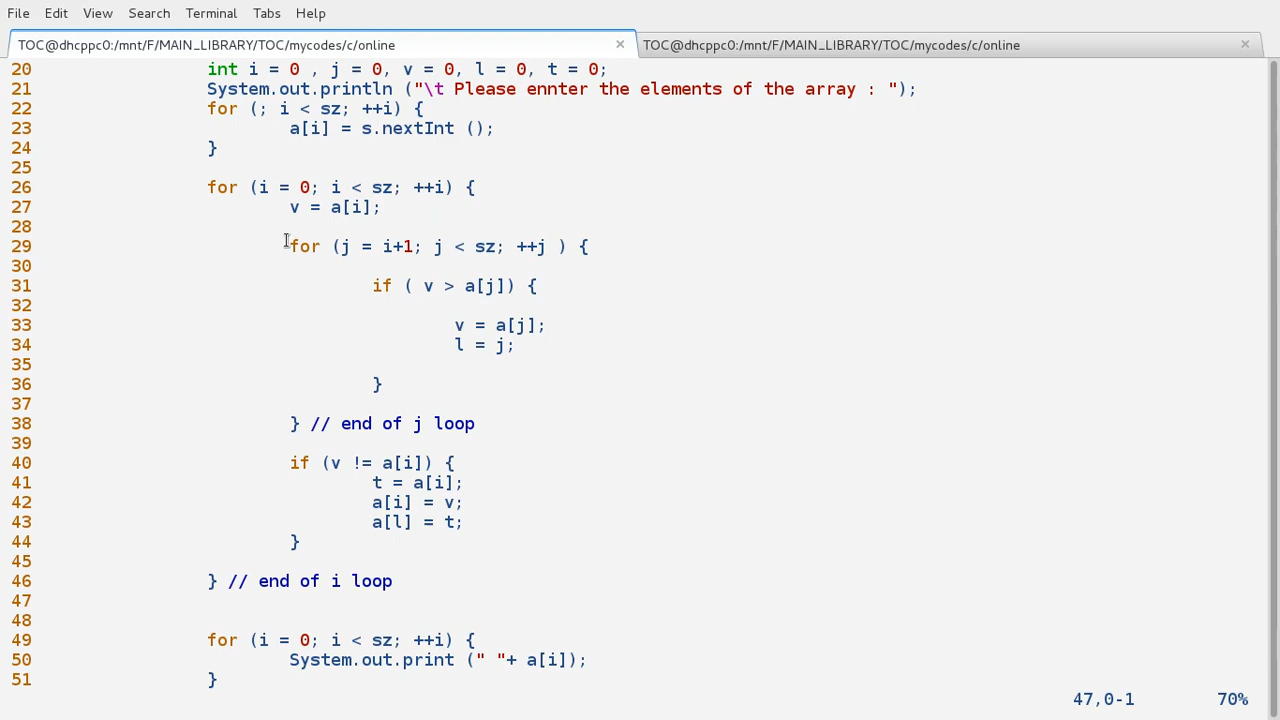 File Edit View Search Terminal Tabs Help
TOC@dhcppc0:/mnt/F/MAIN_LIBRARY/TOC/mycodes/c/online × TOC@dhcppc0:/mnt/F/MAIN_LIBRARY/TOC/mycodes/c/online ×
20 int i = 0 , j = 0, v = 0, l = 0, t = 0;
21 System.out.println ("\t Please ennter the elements of the array : ");
22 for (; i < sz; ++i) {
23 a[i] = s.nextInt ();
24 }
25
26 for (i = 0; i < sz; ++i) {
27 v = a[i];
28
29 for (j = i+1; j < sz; ++j ) {
30
31 if ( v > a[j]) {
32
33 v = a[j];
34 l = j;
35
36 }
37
38 } // end of j loop
39
40 if (v != a[i]) {
41 t = a[i];
42 a[i] = v;
43 a[l] = t;
44 }
45
46 } // end of i loop
47
48
49 for (i = 0; i < sz; ++i) {
50 System.out.print (" "+ a[i]);
51 }
47,0-1 70%